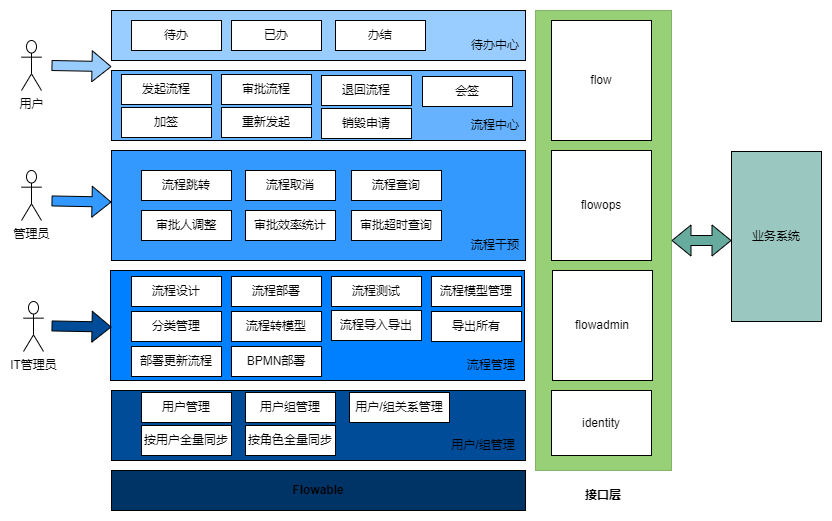 用户
管理员
IT管理员
待办
已办
办结
待办中心
发起流程
审批流程
退回流程
会签
加签
重新发起
销毁申请
流程中心
流程跳转
流程取消
流程查询
审批人调整
审批效率统计
审批超时查询
流程干预
流程设计
流程部署
流程测试
流程模型管理
分类管理
流程转模型
流程导入导出
导出所有
部署更新流程
BPMN部署
流程管理
用户管理
用户组管理
用户/组关系管理
按用户全量同步
按角色全量同步
用户/组管理
Flowable
flow
flowops
flowadmin
identity
接口层
业务系统